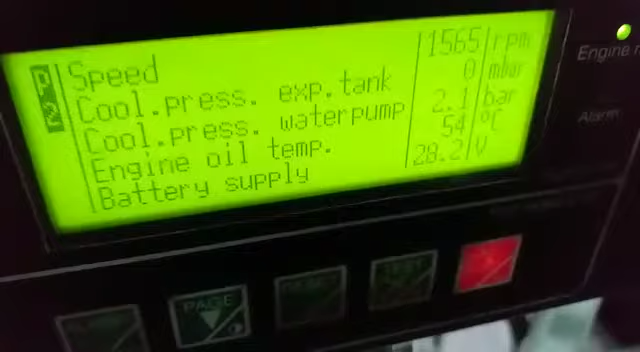 P2
Speed 1565 rpm
Cool.press. exp.tank 0 mbar
Cool.press. waterpump 2.1 bar
Engine oil temp. 54 °C
Battery supply 28.2 V
Engine
Alarm
PAGE